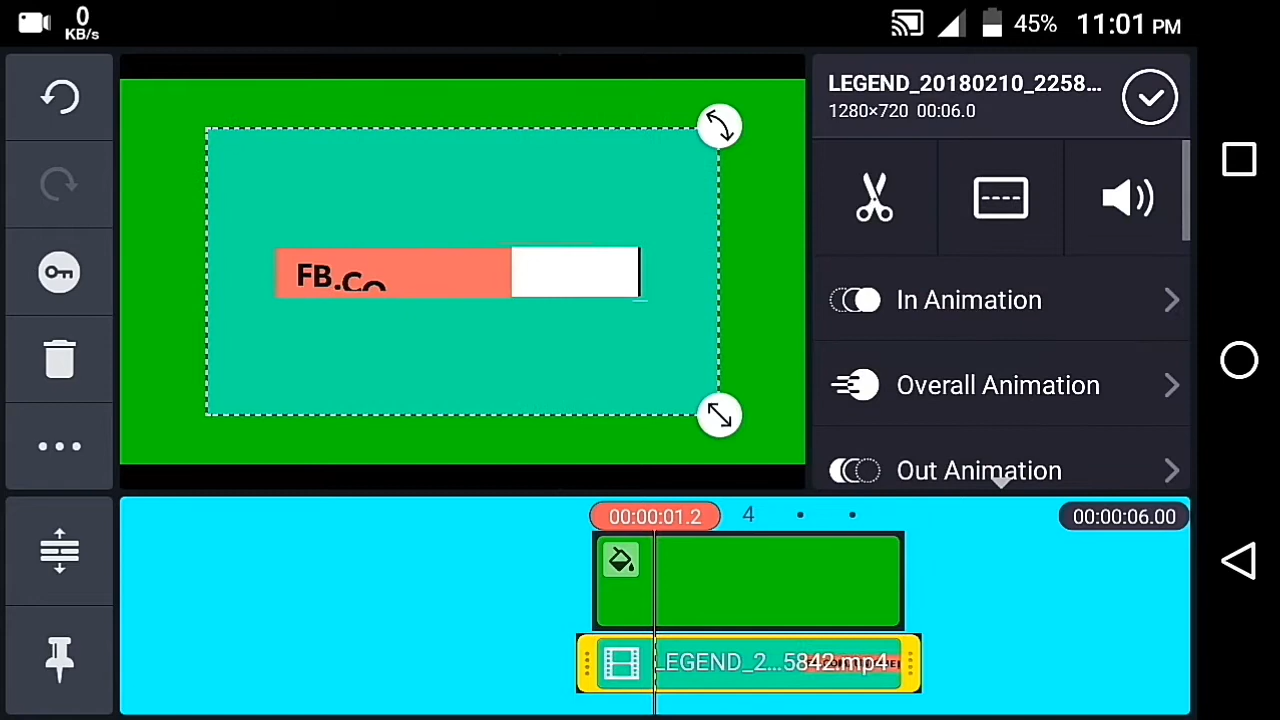 0
KB/s
45% 11:01 PM
LEGEND_20180210_2258...
1280×720 00:06.0
FB.Co
In Animation
Overall Animation
Out Animation
00:00:01.2
4
00:00:06.00
LEGEND_2...5842.mp4